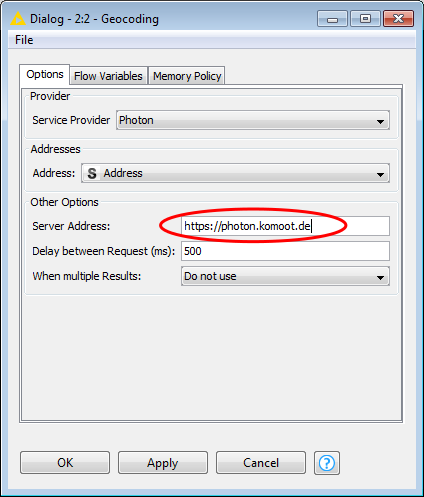 Dialog - 2:2 - Geocoding
File
Options Flow Variables Memory Policy
Provider
Service Provider Photon
Addresses
Address: S Address
Other Options
Server Address: https://photon.komoot.de
Delay between Request (ms): 500
When multiple Results: Do not use
OK Apply Cancel ?